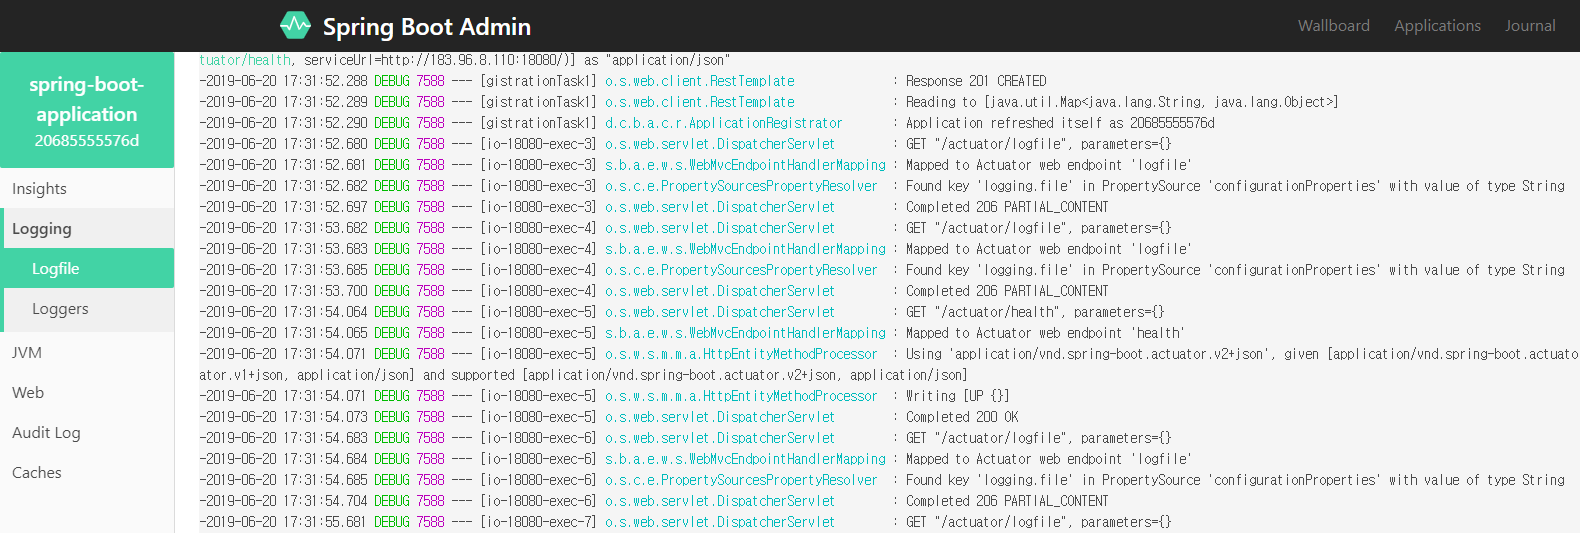 Spring Boot Admin
Wallboard Applications Journal
spring-boot-
application
20685555576d
Insights
Logging
Logfile
Loggers
JVM
Web
Audit Log
Caches
tuator/health, serviceUrl=http://183.96.8.110:18080/)] as "application/json"
-2019-06-20 17:31:52.288 DEBUG 7588 --- [gistrationTask1] o.s.web.client.RestTemplate : Response 201 CREATED
-2019-06-20 17:31:52.289 DEBUG 7588 --- [gistrationTask1] o.s.web.client.RestTemplate : Reading to [java.util.Map<java.lang.String, java.lang.Object>]
-2019-06-20 17:31:52.290 DEBUG 7588 --- [gistrationTask1] d.c.b.a.c.r.ApplicationRegistrator : Application refreshed itself as 20685555576d
-2019-06-20 17:31:52.680 DEBUG 7588 --- [io-18080-exec-3] o.s.web.servlet.DispatcherServlet : GET "/actuator/logfile", parameters={}
-2019-06-20 17:31:52.681 DEBUG 7588 --- [io-18080-exec-3] s.b.a.e.w.s.WebMvcEndpointHandlerMapping : Mapped to Actuator web endpoint 'logfile'
-2019-06-20 17:31:52.682 DEBUG 7588 --- [io-18080-exec-3] o.s.c.e.PropertySourcesPropertyResolver : Found key 'logging.file' in PropertySource 'configurationProperties' with value of type String
-2019-06-20 17:31:52.697 DEBUG 7588 --- [io-18080-exec-3] o.s.web.servlet.DispatcherServlet : Completed 206 PARTIAL_CONTENT
-2019-06-20 17:31:53.682 DEBUG 7588 --- [io-18080-exec-4] o.s.web.servlet.DispatcherServlet : GET "/actuator/logfile", parameters={}
-2019-06-20 17:31:53.683 DEBUG 7588 --- [io-18080-exec-4] s.b.a.e.w.s.WebMvcEndpointHandlerMapping : Mapped to Actuator web endpoint 'logfile'
-2019-06-20 17:31:53.685 DEBUG 7588 --- [io-18080-exec-4] o.s.c.e.PropertySourcesPropertyResolver : Found key 'logging.file' in PropertySource 'configurationProperties' with value of type String
-2019-06-20 17:31:53.700 DEBUG 7588 --- [io-18080-exec-4] o.s.web.servlet.DispatcherServlet : Completed 206 PARTIAL_CONTENT
-2019-06-20 17:31:54.064 DEBUG 7588 --- [io-18080-exec-5] o.s.web.servlet.DispatcherServlet : GET "/actuator/health", parameters={}
-2019-06-20 17:31:54.065 DEBUG 7588 --- [io-18080-exec-5] s.b.a.e.w.s.WebMvcEndpointHandlerMapping : Mapped to Actuator web endpoint 'health'
-2019-06-20 17:31:54.071 DEBUG 7588 --- [io-18080-exec-5] o.s.w.s.m.m.a.HttpEntityMethodProcessor : Using 'application/vnd.spring-boot.actuator.v2+json', given [application/vnd.spring-boot.actuato
ator.v1+json, application/json] and supported [application/vnd.spring-boot.actuator.v2+json, application/json]
-2019-06-20 17:31:54.071 DEBUG 7588 --- [io-18080-exec-5] o.s.w.s.m.m.a.HttpEntityMethodProcessor : Writing [UP {}]
-2019-06-20 17:31:54.073 DEBUG 7588 --- [io-18080-exec-5] o.s.web.servlet.DispatcherServlet : Completed 200 OK
-2019-06-20 17:31:54.683 DEBUG 7588 --- [io-18080-exec-6] o.s.web.servlet.DispatcherServlet : GET "/actuator/logfile", parameters={}
-2019-06-20 17:31:54.684 DEBUG 7588 --- [io-18080-exec-6] s.b.a.e.w.s.WebMvcEndpointHandlerMapping : Mapped to Actuator web endpoint 'logfile'
-2019-06-20 17:31:54.685 DEBUG 7588 --- [io-18080-exec-6] o.s.c.e.PropertySourcesPropertyResolver : Found key 'logging.file' in PropertySource 'configurationProperties' with value of type String
-2019-06-20 17:31:54.704 DEBUG 7588 --- [io-18080-exec-6] o.s.web.servlet.DispatcherServlet : Completed 206 PARTIAL_CONTENT
-2019-06-20 17:31:55.681 DEBUG 7588 --- [io-18080-exec-7] o.s.web.servlet.DispatcherServlet : GET "/actuator/logfile", parameters={}